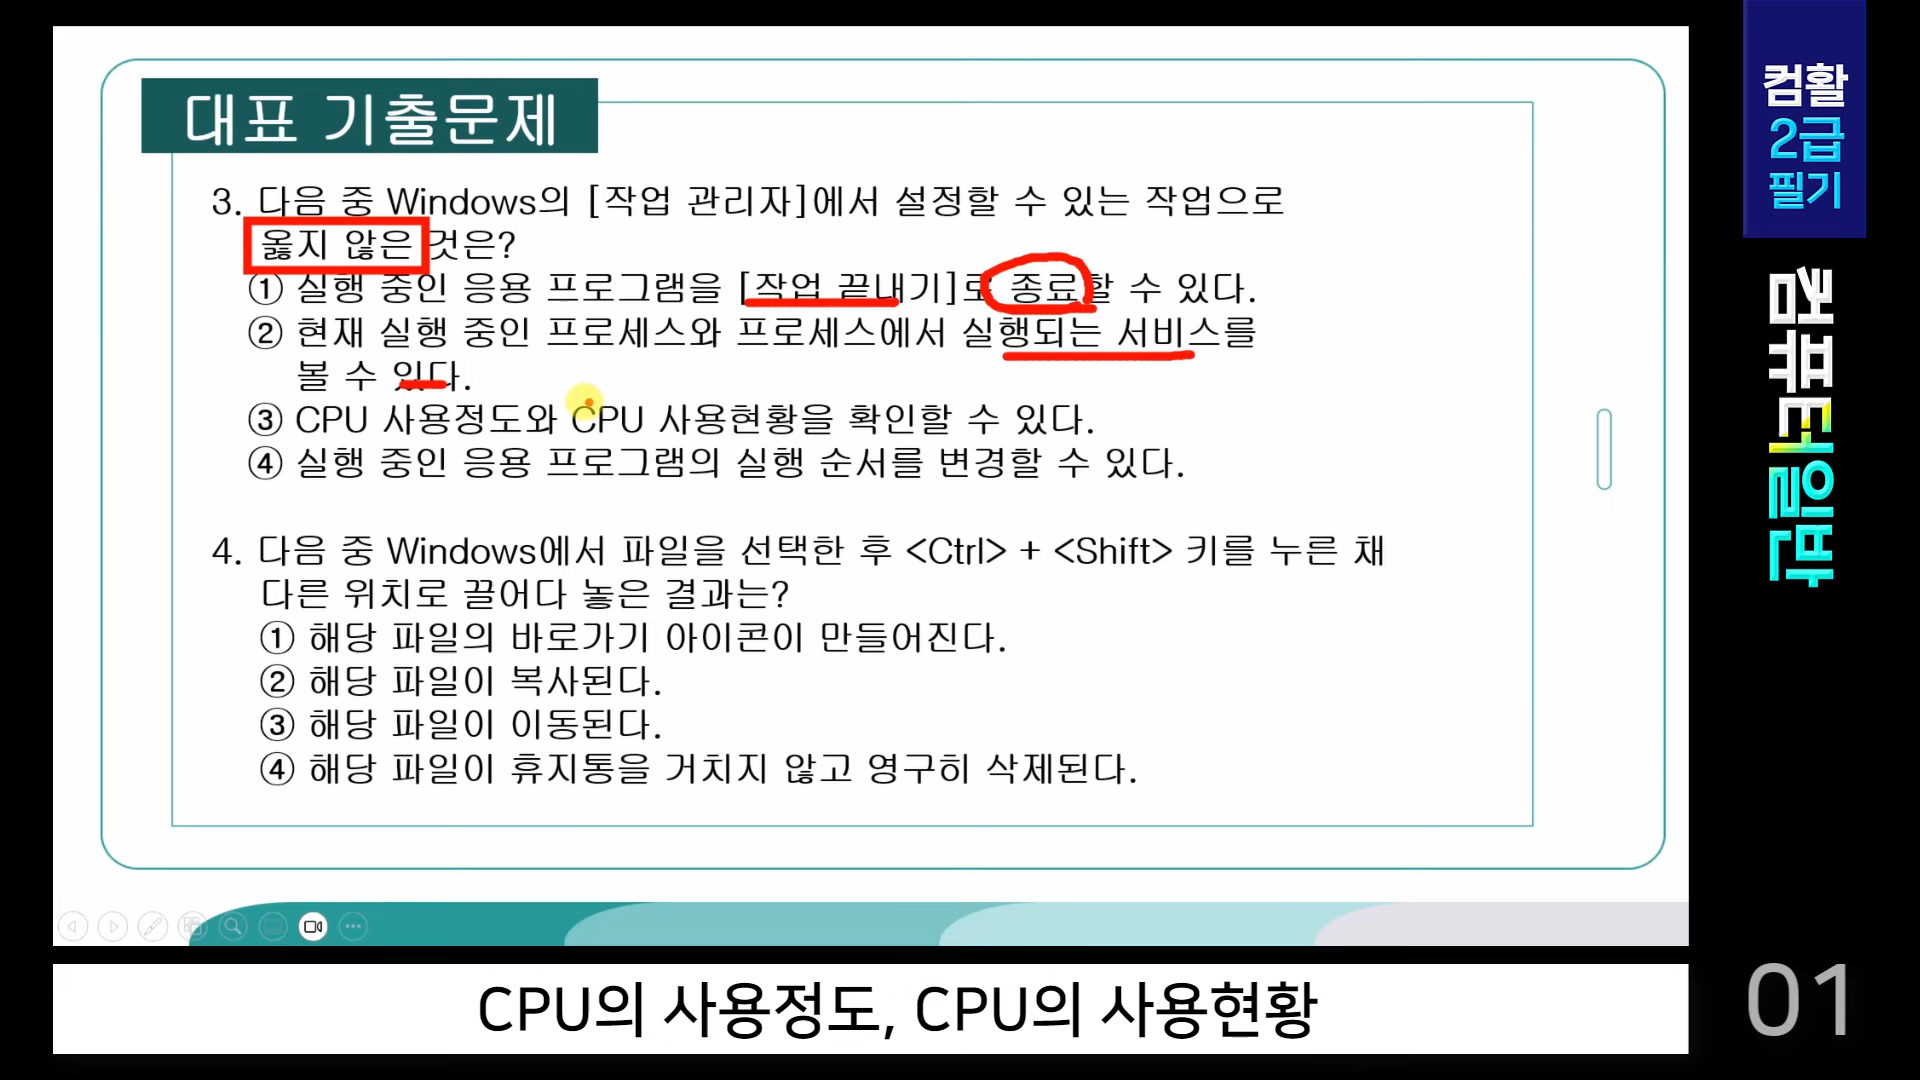 대표 기출문제
3. 다음 중 Windows의 [작업 관리자]에서 설정할 수 있는 작업으로
옳지 않은 것은?
① 실행 중인 응용 프로그램을 [작업 끝내기]로 종료할 수 있다.
② 현재 실행 중인 프로세스와 프로세스에서 실행되는 서비스를
볼 수 있다.
③ CPU 사용정도와 CPU 사용현황을 확인할 수 있다.
④ 실행 중인 응용 프로그램의 실행 순서를 변경할 수 있다.
4. 다음 중 Windows에서 파일을 선택한 후 <Ctrl> + <Shift> 키를 누른 채
다른 위치로 끌어다 놓은 결과는?
① 해당 파일의 바로가기 아이콘이 만들어진다.
② 해당 파일이 복사된다.
③ 해당 파일이 이동된다.
④ 해당 파일이 휴지통을 거치지 않고 영구히 삭제된다.
CPU의 사용정도, CPU의 사용현황
컴활
2급
필기
컴퓨터일반
01